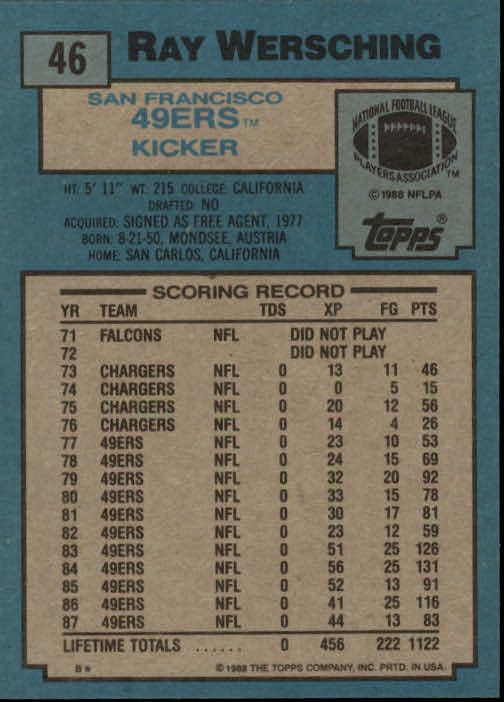 46
RAY WERSCHING
SAN FRANCISCO
49ERS TM
KICKER
NATIONAL FOOTBALL LEAGUE
PLAYERS ASSOCIATION TM
© 1988 NFLPA
Topps®
HT: 5' 11" WT: 215 COLLEGE: CALIFORNIA
DRAFTED: NO
ACQUIRED: SIGNED AS FREE AGENT, 1977
BORN: 8-21-50, MONDSEE, AUSTRIA
HOME: SAN CARLOS, CALIFORNIA
SCORING RECORD
YR TEAM TDS XP FG PTS
71 FALCONS NFL DID NOT PLAY
72 DID NOT PLAY
73 CHARGERS NFL 0 13 11 46
74 CHARGERS NFL 0 0 5 15
75 CHARGERS NFL 0 20 12 56
76 CHARGERS NFL 0 14 4 26
77 49ERS NFL 0 23 10 53
78 49ERS NFL 0 24 15 69
79 49ERS NFL 0 32 20 92
80 49ERS NFL 0 33 15 78
81 49ERS NFL 0 30 17 81
82 49ERS NFL 0 23 12 59
83 49ERS NFL 0 51 25 126
84 49ERS NFL 0 56 25 131
85 49ERS NFL 0 52 13 91
86 49ERS NFL 0 41 25 116
87 49ERS NFL 0 44 13 83
LIFETIME TOTALS ...... 0 456 222 1122
B* © 1988 THE TOPPS COMPANY, INC. PRTD. IN USA.